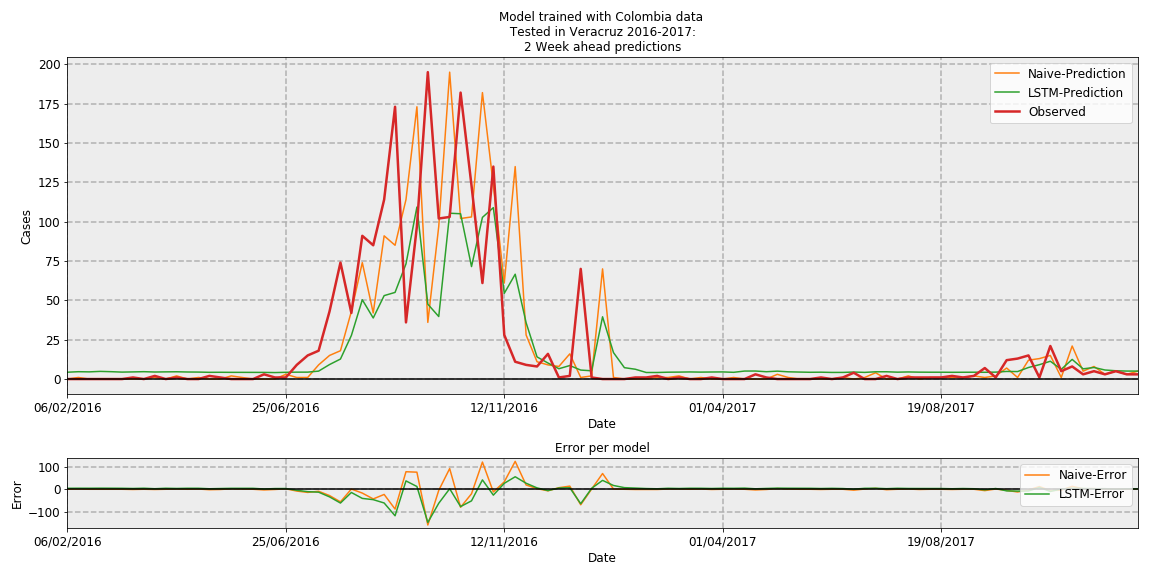 Model trained with Colombia data
Tested in Veracruz 2016-2017:
2 Week ahead predictions
200
175
150
125
100
75
50
25
0
Cases
Naive-Prediction
LSTM-Prediction
Observed
06/02/2016
25/06/2016
12/11/2016
01/04/2017
19/08/2017
Date
Error per model
100
0
−100
Error
Naive-Error
LSTM-Error
06/02/2016
25/06/2016
12/11/2016
01/04/2017
19/08/2017
Date